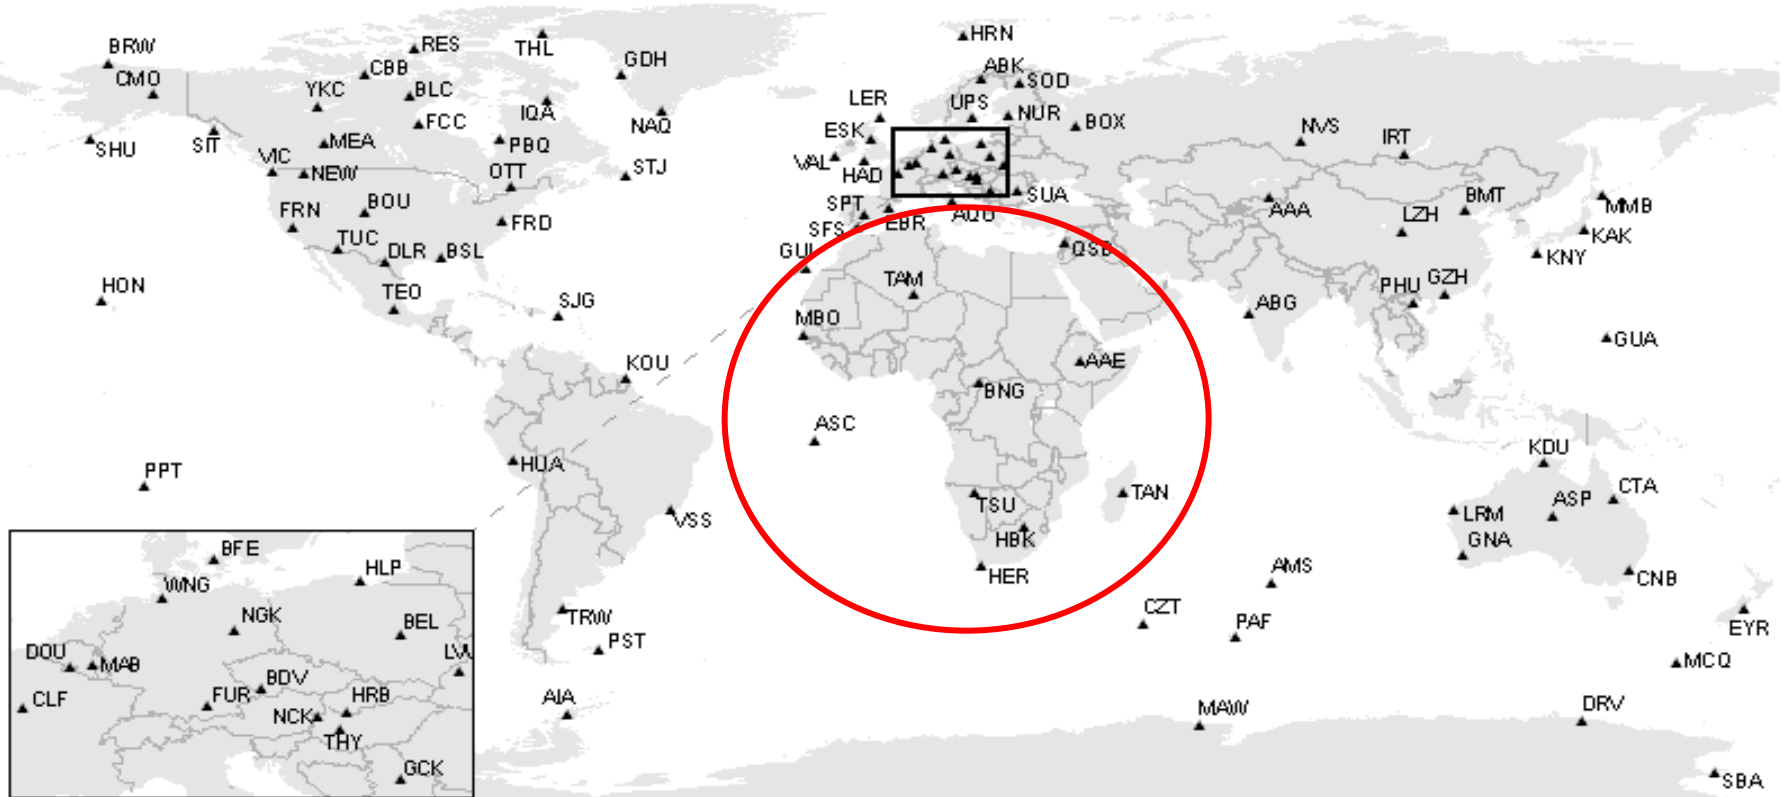 BRW
CMO
RES
CBB
YKC
BLC
THL
GDH
IQA
NAQ
FCC
PBQ
MEA
SHU
SIT
VIC
NEW
OTT
STJ
BOU
FRN
FRD
TUC
DLR
BSL
HON
TEO
SJG
KOU
HUA
PPT
VSS
TRW
PST
AIA
HRN
ABK
SOD
LER
UPS
NUR
BOX
ESK
VAL
HAD
SPT
SFS
EBR
AQU
SUA
GUI
QSB
TAM
MBO
AAE
BNG
ASC
TSU
TAN
HBK
HER
NVS
IRT
AAA
LZH
BMT
MMB
KAK
KNY
PHU
GZH
ABG
GUA
KDU
CTA
ASP
LRM
GNA
CNB
AMS
CZT
PAF
EYR
MCQ
MAW
DRV
SBA
BFE
WNG
HLP
NGK
BEL
DOU
MAB
BDV
CLF
FUR
HRB
NCK
THY
GCK